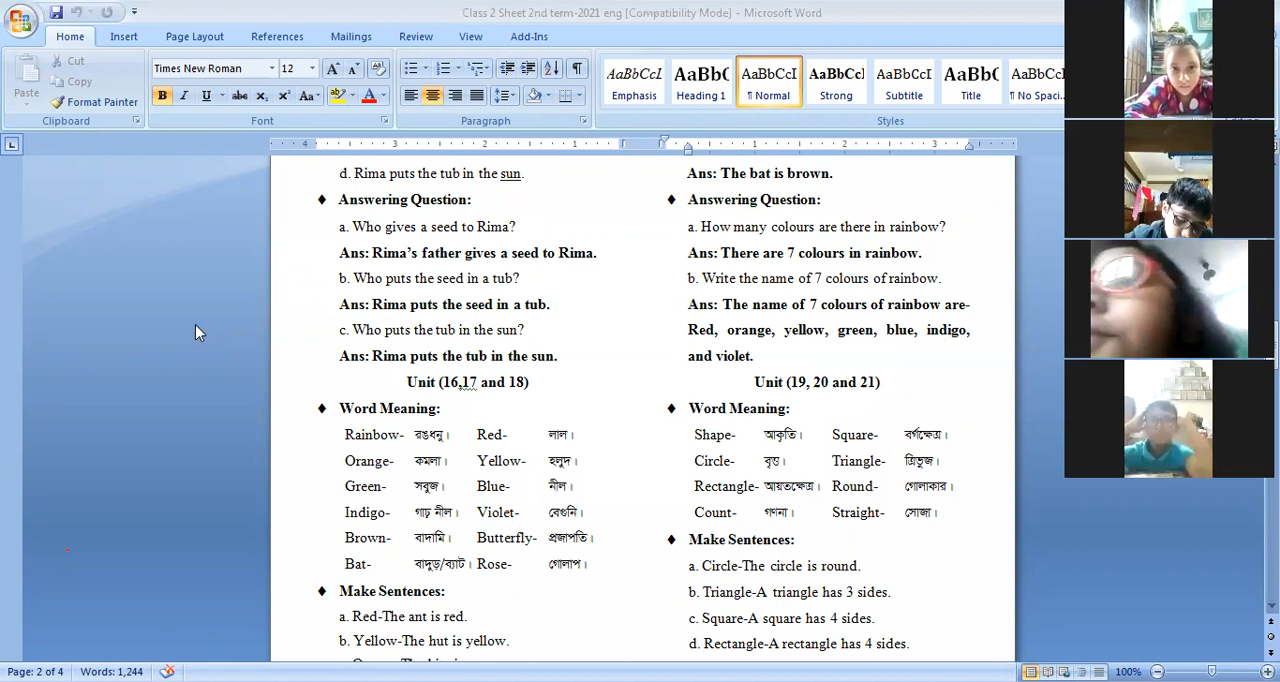 Class 2 Sheet 2nd term-2021 eng [Compatibility Mode] - Microsoft Word
Home Insert Page Layout References Mailings Review View Add-Ins
Paste
Cut
Copy
Format Painter
Clipboard
Times New Roman 12
B I U abc X₂ X² Aa
Font
Paragraph
AaBbCcI AaBbC AaBbCcI AaBbCcI AaBbCcI AaBbC AaBbCcI
Emphasis Heading 1 ¶ Normal Strong Subtitle Title ¶ No Spaci...
Styles
4 3 2 1 1 2 3
d. Rima puts the tub in the sun.
♦ Answering Question:
a. Who gives a seed to Rima?
Ans: Rima's father gives a seed to Rima.
b. Who puts the seed in a tub?
Ans: Rima puts the seed in a tub.
c. Who puts the tub in the sun?
Ans: Rima puts the tub in the sun.
Unit (16,17 and 18)
♦ Word Meaning:
Rainbow- রঙধনু। Red- লাল।
Orange- কমলা। Yellow- হলুদ।
Green- সবুজ। Blue- নীল।
Indigo- গাঢ় নীল। Violet- বেগুনি।
Brown- বাদামি। Butterfly- প্রজাপতি।
Bat- বাদুড়/ব্যাট। Rose- গোলাপ।
♦ Make Sentences:
a. Red-The ant is red.
b. Yellow-The hut is yellow.
Ans: The bat is brown.
♦ Answering Question:
a. How many colours are there in rainbow?
Ans: There are 7 colours in rainbow.
b. Write the name of 7 colours of rainbow.
Ans: The name of 7 colours of rainbow are-
Red, orange, yellow, green, blue, indigo,
and violet.
Unit (19, 20 and 21)
♦ Word Meaning:
Shape- আকৃতি। Square- বর্গক্ষেত্র।
Circle- বৃত্ত। Triangle- ত্রিভুজ।
Rectangle- আয়তক্ষেত্র। Round- গোলাকার।
Count- গণনা। Straight- সোজা।
♦ Make Sentences:
a. Circle-The circle is round.
b. Triangle-A triangle has 3 sides.
c. Square-A square has 4 sides.
d. Rectangle-A rectangle has 4 sides.
Page: 2 of 4 Words: 1,244 100%